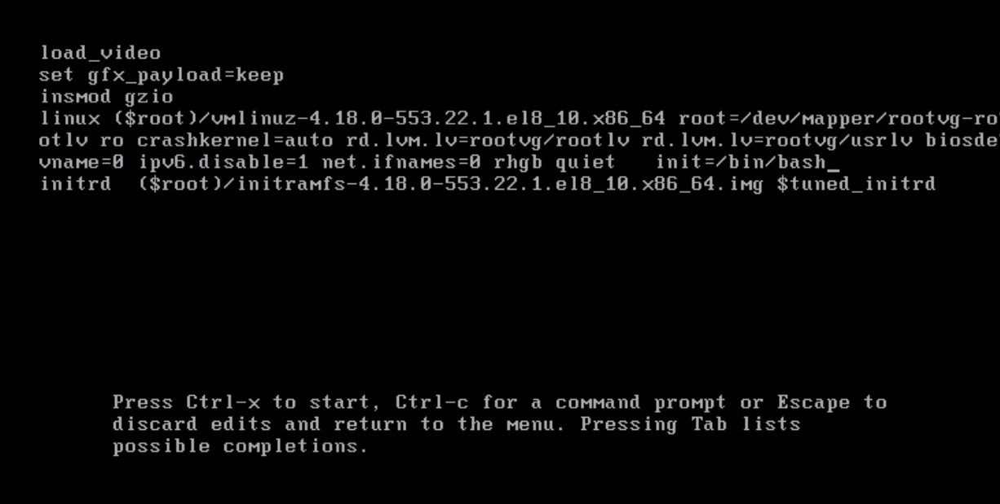 load_video
set gfx_payload=keep
insmod gzio
linux ($root)/vmlinuz-4.18.0-553.22.1.el8_10.x86_64 root=/dev/mapper/rootvg-ro
otlv ro crashkernel=auto rd.lvm.lv=rootvg/rootlv rd.lvm.lv=rootvg/usrlv biosde
vname=0 ipv6.disable=1 net.ifnames=0 rhgb quiet   init=/bin/bash_
initrd  ($root)/initramfs-4.18.0-553.22.1.el8_10.x86_64.img $tuned_initrd
Press Ctrl-x to start, Ctrl-c for a command prompt or Escape to
discard edits and return to the menu. Pressing Tab lists
possible completions.